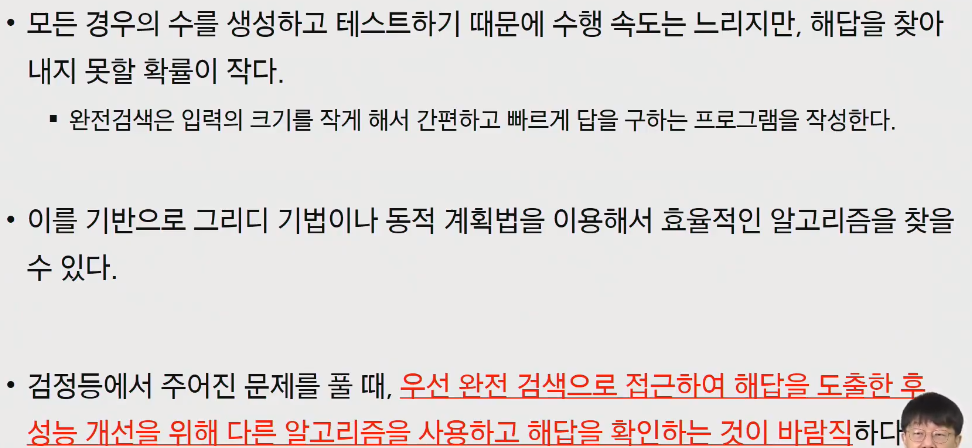 • 모든 경우의 수를 생성하고 테스트하기 때문에 수행 속도는 느리지만, 해답을 찾아
내지 못할 확률이 작다.
▪ 완전검색은 입력의 크기를 작게 해서 간편하고 빠르게 답을 구하는 프로그램을 작성한다.
• 이를 기반으로 그리디 기법이나 동적 계획법을 이용해서 효율적인 알고리즘을 찾을
수 있다.
• 검정등에서 주어진 문제를 풀 때, 우선 완전 검색으로 접근하여 해답을 도출한 후
성능 개선을 위해 다른 알고리즘을 사용하고 해답을 확인하는 것이 바람직하다